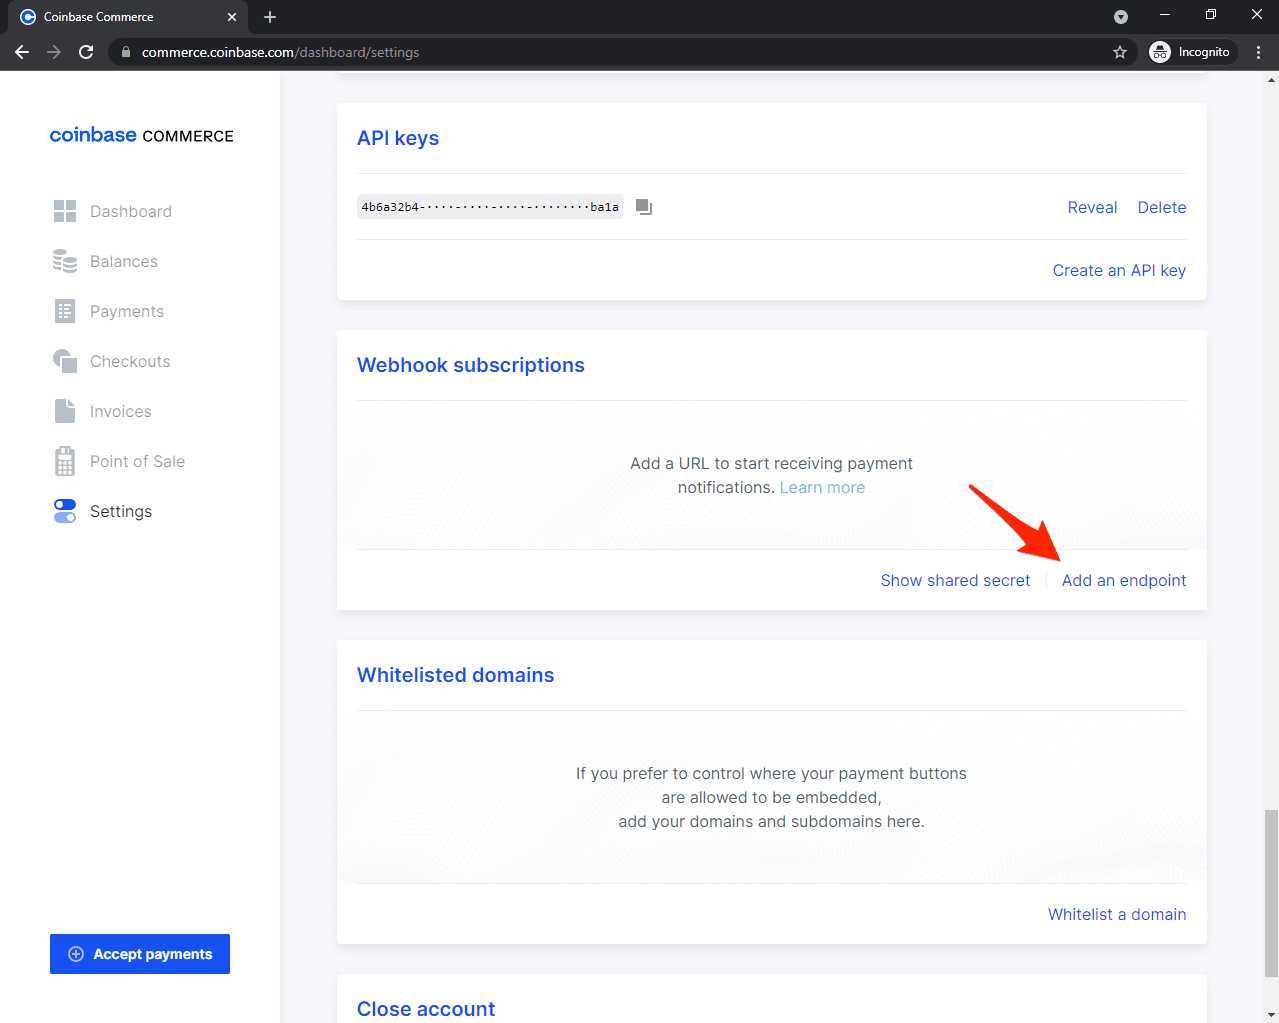 Coinbase Commerce
commerce.coinbase.com/dashboard/settings
Incognito
coinbase COMMERCE
Dashboard
Balances
Payments
Checkouts
Invoices
Point of Sale
Settings
Accept payments
API keys
4b6a32b4-····-····-····-········ba1a
Reveal Delete
Create an API key
Webhook subscriptions
Add a URL to start receiving payment
notifications. Learn more
Show shared secret Add an endpoint
Whitelisted domains
If you prefer to control where your payment buttons
are allowed to be embedded,
add your domains and subdomains here.
Whitelist a domain
Close account